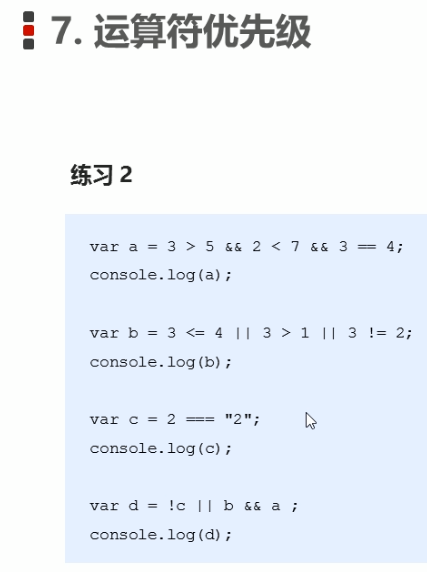 7. 运算符优先级
练习 2
var a = 3 > 5 && 2 < 7 && 3 == 4;
console.log(a);
var b = 3 <= 4 || 3 > 1 || 3 != 2;
console.log(b);
var c = 2 === "2";
console.log(c);
var d = !c || b && a ;
console.log(d);